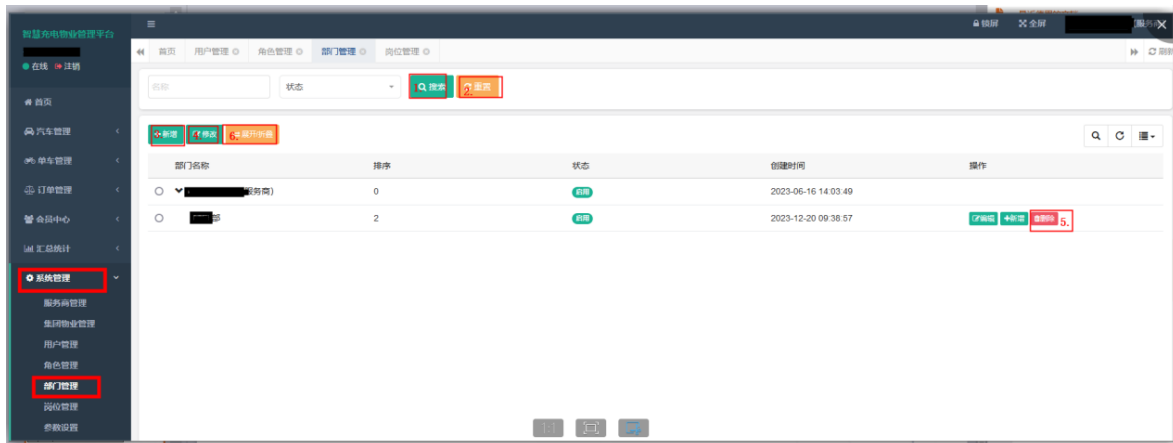 智慧充电物业管理平台
在线 注销
首页
汽车管理
单车管理
订单管理
会员中心
汇总统计
系统管理
服务商管理
集团物业管理
用户管理
角色管理
部门管理
岗位管理
参数设置
锁屏 全屏
首页 用户管理 角色管理 部门管理 岗位管理 刷新
名称 状态 搜索 2. 重置
新增 4. 修改 6. 展开/折叠
部门名称 排序 状态 创建时间 操作
服务商) 0 启用 2023-06-16 14:03:49
部 2 启用 2023-12-20 09:38:57 编辑 新增 删除 5.
1:1